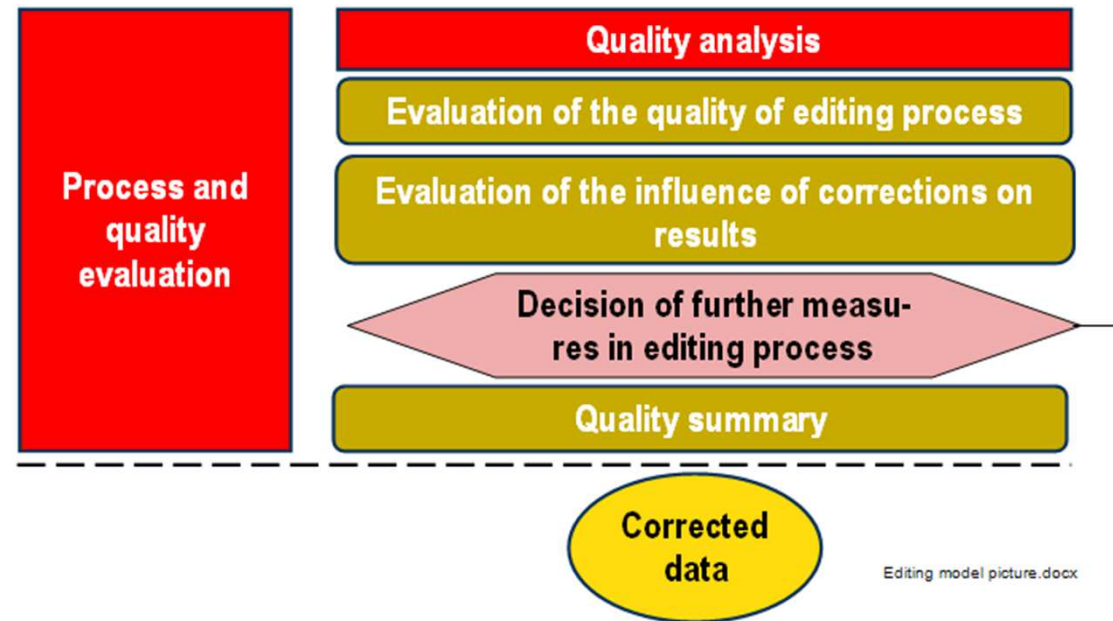 Process and
quality
evaluation
Quality analysis
Evaluation of the quality of editing process
Evaluation of the influence of corrections on
results
Decision of further measu-
res in editing process
Quality summary
Corrected
data
Editing model picture.docx